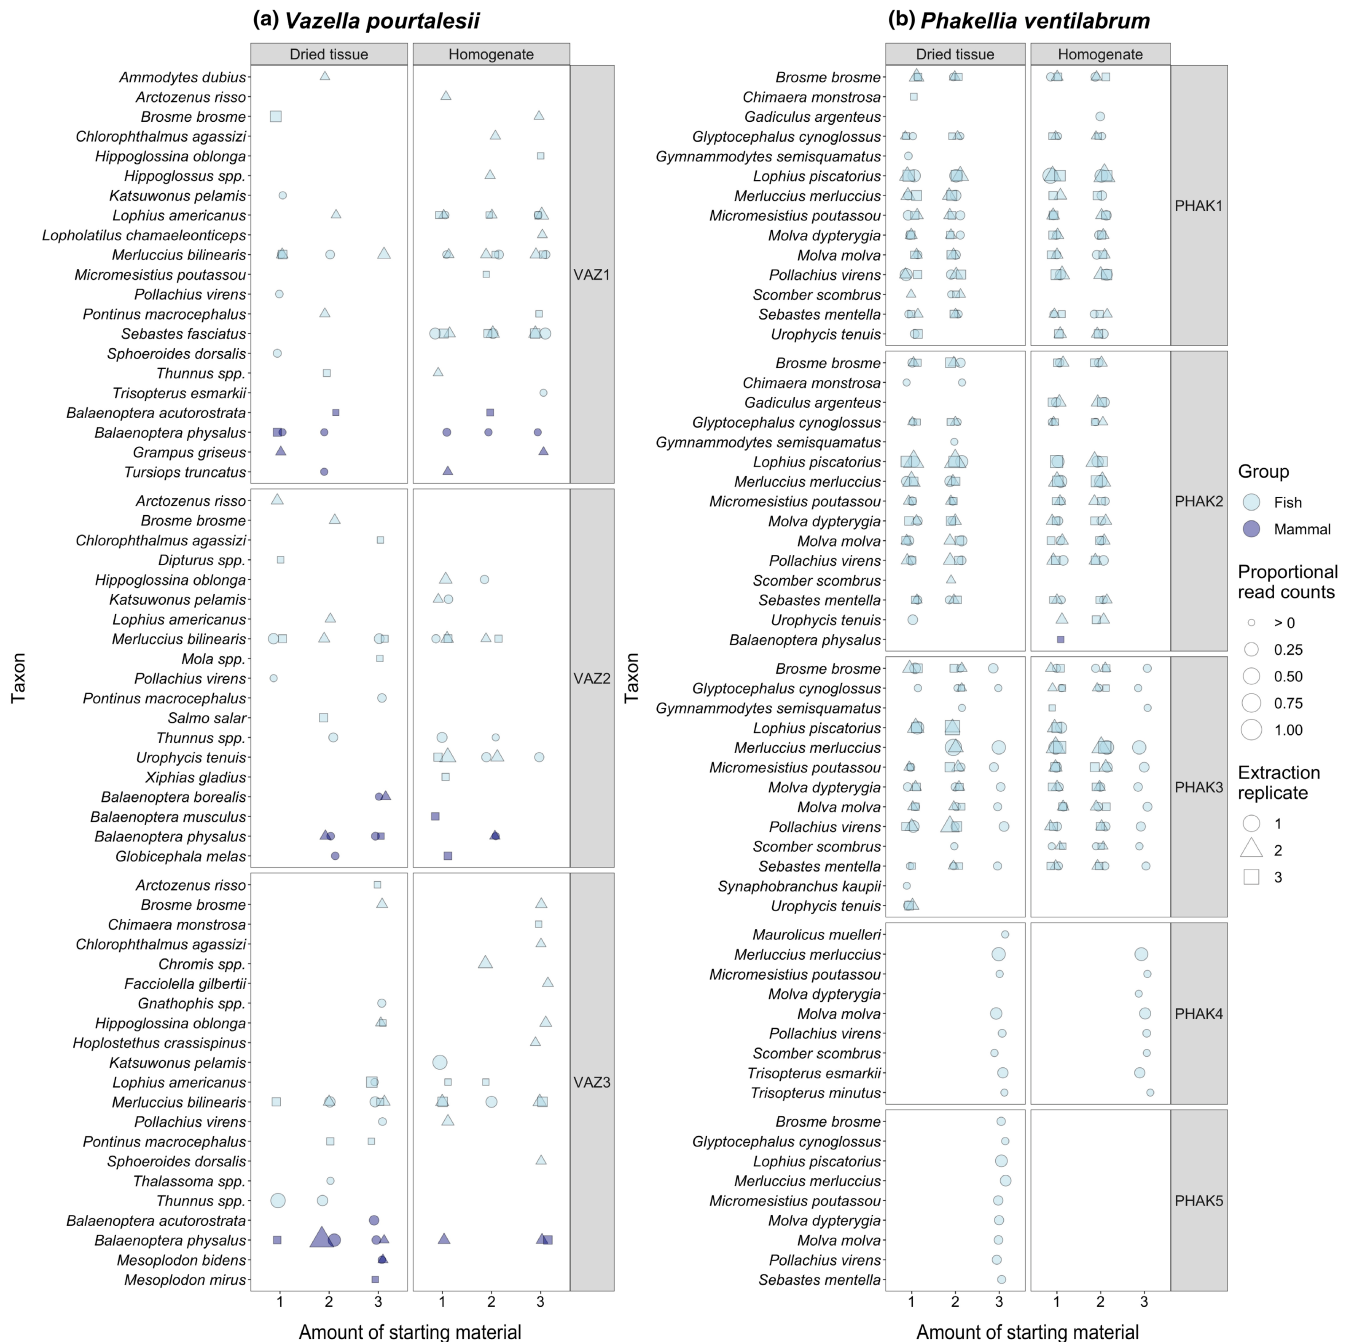 (a) Vazella pourtalesii
Dried tissue
Homogenate
Taxon
Ammodytes dubius
Arctozenus risso
Brosme brosme
Chlorophthalmus agassizi
Hippoglossina oblonga
Hippoglossus spp.
Katsuwonus pelamis
Lophius americanus
Lopholatilus chamaeleonticeps
Merluccius bilinearis
Micromesistius poutassou
Pollachius virens
Pontinus macrocephalus
Sebastes fasciatus
Sphoeroides dorsalis
Thunnus spp.
Trisopterus esmarkii
Balaenoptera acutorostrata
Balaenoptera physalus
Grampus griseus
Tursiops truncatus
VAZ1
Arctozenus risso
Brosme brosme
Chlorophthalmus agassizi
Dipturus spp.
Hippoglossina oblonga
Katsuwonus pelamis
Lophius americanus
Merluccius bilinearis
Mola spp.
Pollachius virens
Pontinus macrocephalus
Salmo salar
Thunnus spp.
Urophycis tenuis
Xiphias gladius
Balaenoptera borealis
Balaenoptera musculus
Balaenoptera physalus
Globicephala melas
VAZ2
Arctozenus risso
Brosme brosme
Chimaera monstrosa
Chlorophthalmus agassizi
Chromis spp.
Facciolella gilbertii
Gnathophis spp.
Hippoglossina oblonga
Hoplostethus crassispinus
Katsuwonus pelamis
Lophius americanus
Merluccius bilinearis
Pollachius virens
Pontinus macrocephalus
Sphoeroides dorsalis
Thalassoma spp.
Thunnus spp.
Balaenoptera acutorostrata
Balaenoptera physalus
Mesoplodon bidens
Mesoplodon mirus
VAZ3
1 2 3 1 2 3
Amount of starting material
(b) Phakellia ventilabrum
Dried tissue
Homogenate
Taxon
Brosme brosme
Chimaera monstrosa
Gadiculus argenteus
Glyptocephalus cynoglossus
Gymnammodytes semisquamatus
Lophius piscatorius
Merluccius merluccius
Micromesistius poutassou
Molva dypterygia
Molva molva
Pollachius virens
Scomber scombrus
Sebastes mentella
Urophycis tenuis
PHAK1
Brosme brosme
Chimaera monstrosa
Gadiculus argenteus
Glyptocephalus cynoglossus
Gymnammodytes semisquamatus
Lophius piscatorius
Merluccius merluccius
Micromesistius poutassou
Molva dypterygia
Molva molva
Pollachius virens
Scomber scombrus
Sebastes mentella
Urophycis tenuis
Balaenoptera physalus
PHAK2
Brosme brosme
Glyptocephalus cynoglossus
Gymnammodytes semisquamatus
Lophius piscatorius
Merluccius merluccius
Micromesistius poutassou
Molva dypterygia
Molva molva
Pollachius virens
Scomber scombrus
Sebastes mentella
Synaphobranchus kaupii
Urophycis tenuis
PHAK3
Maurolicus muelleri
Merluccius merluccius
Micromesistius poutassou
Molva dypterygia
Molva molva
Pollachius virens
Scomber scombrus
Trisopterus esmarkii
Trisopterus minutus
PHAK4
Brosme brosme
Glyptocephalus cynoglossus
Lophius piscatorius
Merluccius merluccius
Micromesistius poutassou
Molva dypterygia
Molva molva
Pollachius virens
Sebastes mentella
PHAK5
1 2 3 1 2 3
Amount of starting material
Group
Fish
Mammal
Proportional
read counts
> 0
0.25
0.50
0.75
1.00
Extraction
replicate
1
2
3